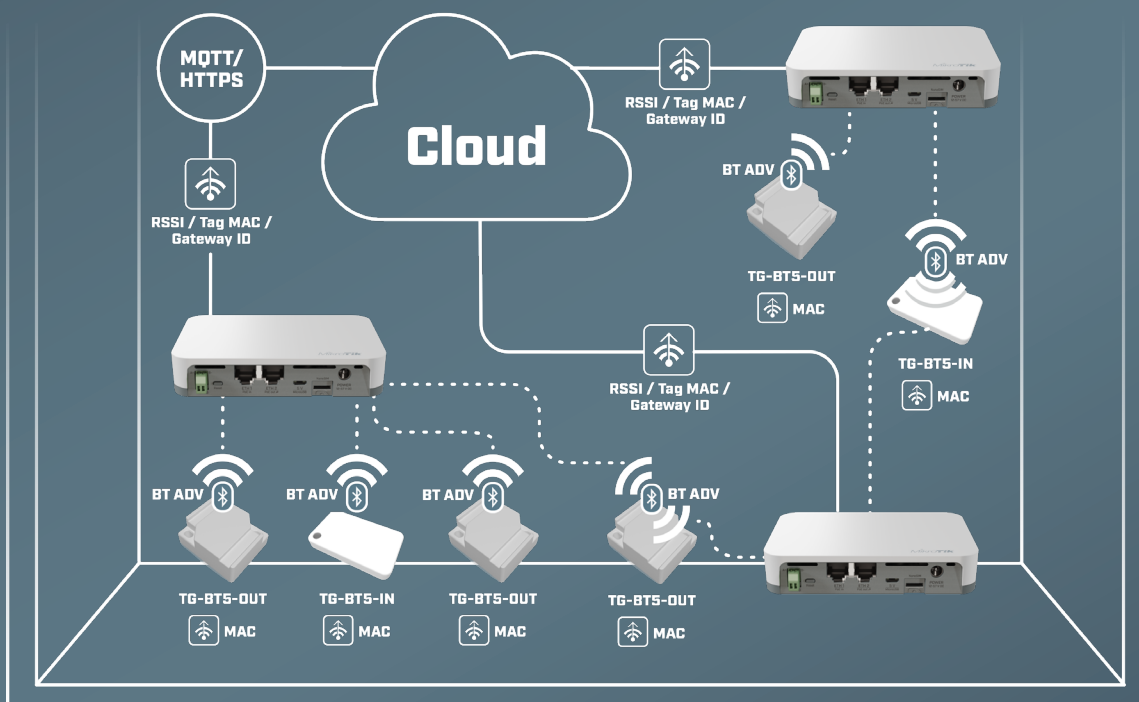 MQTT/
HTTPS
RSSI / Tag MAC /
Gateway ID
Cloud
RSSI / Tag MAC /
Gateway ID
BT ADV
TG-BT5-OUT
MAC
BT ADV
TG-BT5-IN
MAC
RSSI / Tag MAC /
Gateway ID
BT ADV
TG-BT5-OUT
MAC
BT ADV
TG-BT5-IN
MAC
BT ADV
TG-BT5-OUT
MAC
BT ADV
TG-BT5-OUT
MAC